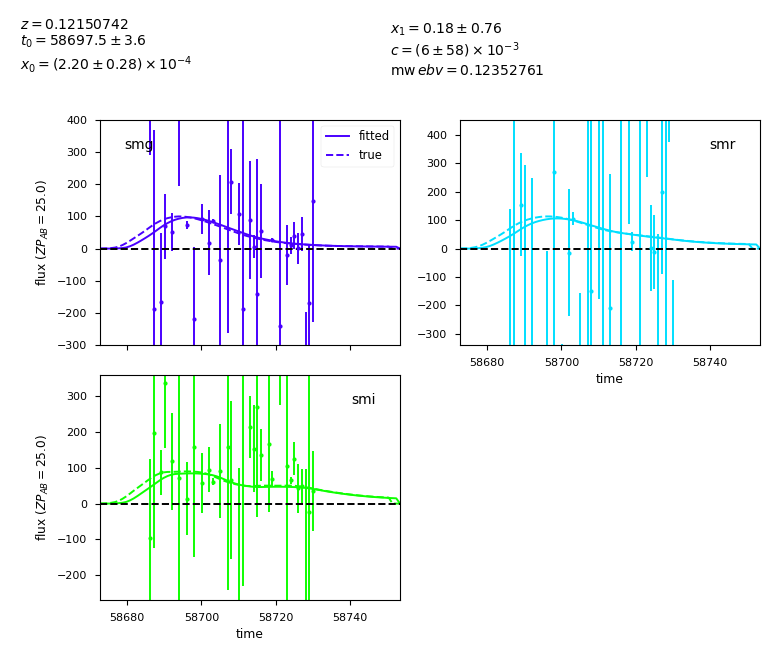 z = 0.12150742
t₀ = 58697.5 ± 3.6
x₀ = (2.20 ± 0.28) × 10⁻⁴
x₁ = 0.18 ± 0.76
c = (6 ± 58) × 10⁻³
mw ebv = 0.12352761
400
300
200
100
0
−100
−200
−300
flux (ZP_AB = 25.0)
smg
fitted
true
400
300
200
100
0
−100
−200
−300
smr
58680
58700
58720
58740
time
300
200
100
0
−100
−200
flux (ZP_AB = 25.0)
smi
58680
58700
58720
58740
time